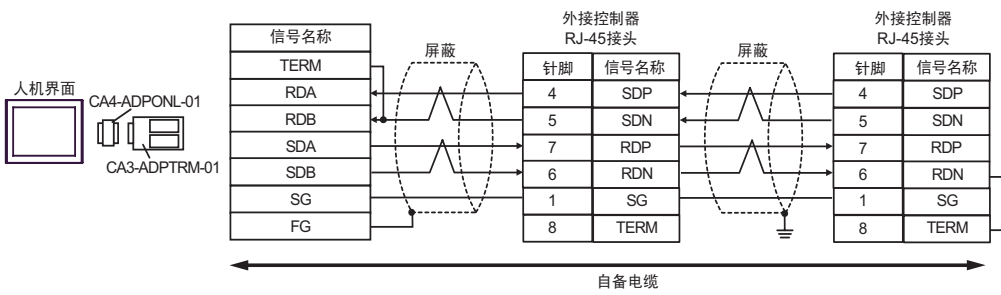 人机界面
CA4-ADPONL-01
CA3-ADPTRM-01
信号名称
TERM
RDA
RDB
SDA
SDB
SG
FG
屏蔽
外接控制器
RJ-45接头
针脚 信号名称
4 SDP
5 SDN
7 RDP
6 RDN
1 SG
8 TERM
屏蔽
外接控制器
RJ-45接头
针脚 信号名称
4 SDP
5 SDN
7 RDP
6 RDN
1 SG
8 TERM
自备电缆